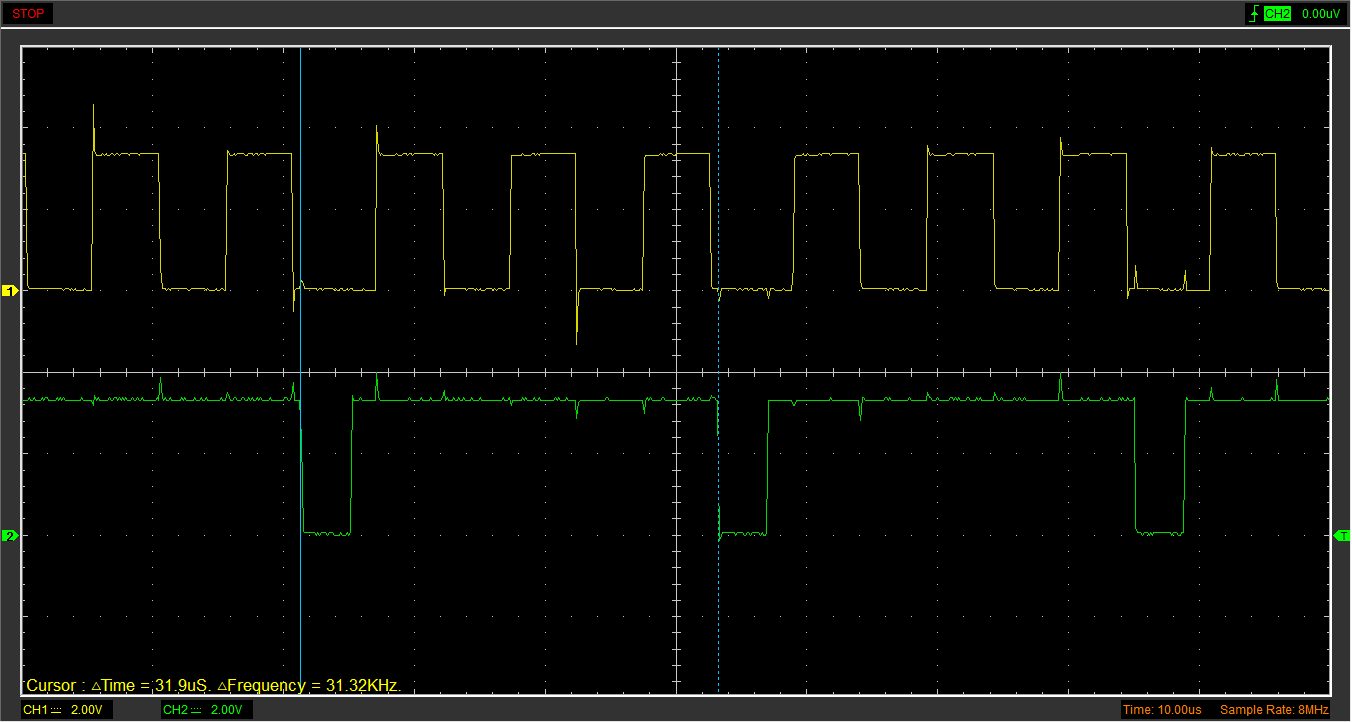 STOP
CH2 0.00uV
1
2
T
Cursor : △Time = 31.9uS. △Frequency = 31.32KHz.
CH1 2.00V CH2 2.00V Time: 10.00us Sample Rate: 8MHz